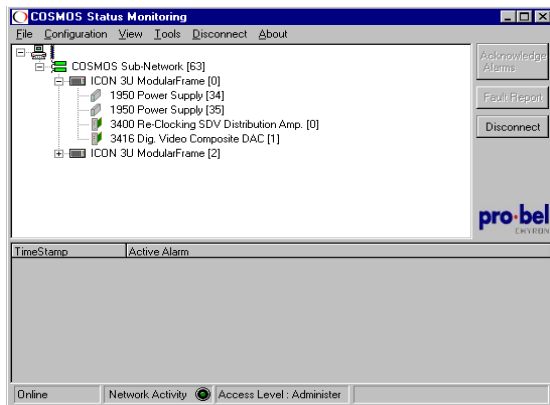 COSMOS Status Monitoring
File Configuration View Tools Disconnect About
COSMOS Sub-Network [63]
ICON 3U ModularFrame [0]
1950 Power Supply [34]
1950 Power Supply [35]
3400 Re-Clocking SDV Distribution Amp. [0]
3416 Dig. Video Composite DAC [1]
ICON 3U ModularFrame [2]
Acknowledge
Alarms
Fault Report
Disconnect
pro·bel
CHYRON
TimeStamp Active Alarm
Online Network Activity Access Level : Administer